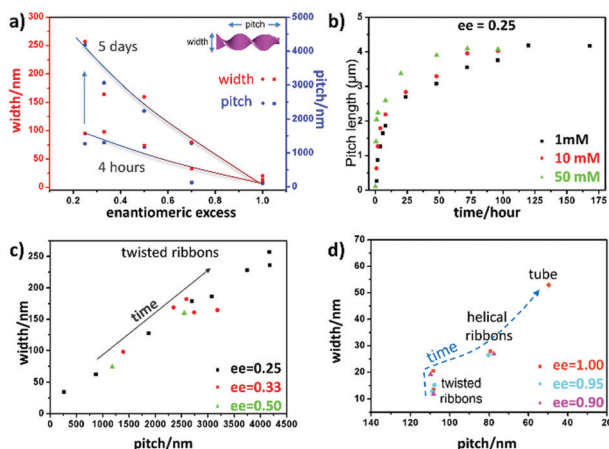 a)
pitch
width
5 days
4 hours
width
pitch
width/nm
300
250
200
150
100
50
0
5000
4000
3000
2000
1000
0
pitch/nm
0.2 0.4 0.6 0.8 1.0
enantiomeric excess
b)
ee = 0.25
1mM
10 mM
50 mM
Pitch length (µm)
5
4
3
2
1
0
0 40 80 120 160
time/hour
c)
twisted ribbons
time
ee=0.25
ee=0.33
ee=0.50
width/nm
250
200
150
100
50
0
0 500 1000 1500 2000 2500 3000 3500 4000 4500
pitch/nm
d)
tube
helical
ribbons
time
twisted
ribbons
ee=1.00
ee=0.95
ee=0.90
width/nm
60
50
40
30
20
10
140 120 100 80 60 40 20
pitch/nm